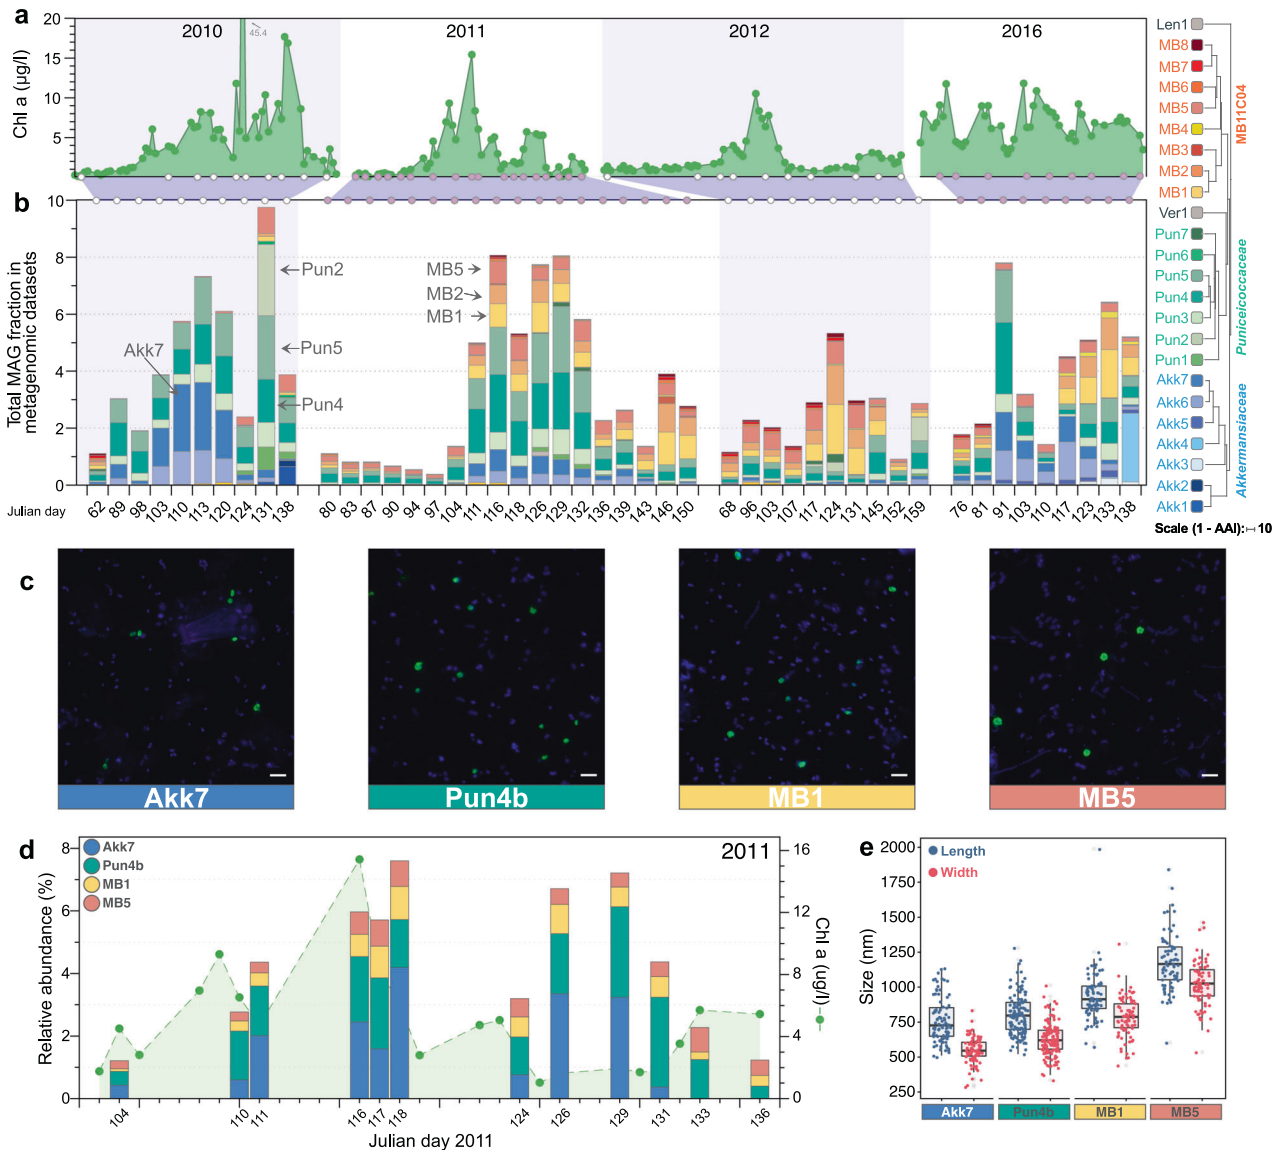 a
2010
2011
2012
2016
45.4
Chl a (µg/l)
20
15
10
5
Len1
MB8
MB7
MB6
MB5
MB4
MB3
MB2
MB1
Ver1
Pun7
Pun6
Pun5
Pun4
Pun3
Pun2
Pun1
Akk7
Akk6
Akk5
Akk4
Akk3
Akk2
Akk1
MB11C04
Puniceicoccaceae
Akkermansiaceae
Scale (1 - AAI): 10
b
Total MAG fraction in
metagenomic datasets
10
8
6
4
2
0
Akk7
Pun2
Pun5
Pun4
MB5
MB2
MB1
Julian day
62 89 98 103 110 113 120 124 131 138
80 83 87 90 94 97 104 111 116 118 126 129 132 136 139 143 146 150
68 96 103 107 117 124 131 145 152 159
76 81 91 103 110 117 123 133 138
c
Akk7
Pun4b
MB1
MB5
d
Akk7
Pun4b
MB1
MB5
2011
Relative abundance (%)
8
6
4
2
0
16
12
8
6
4
2
0
Chl a (ug/l)
104 110 111 116 117 118 124 126 129 131 133 136
Julian day 2011
e
Length
Width
Size (nm)
2000
1750
1500
1250
1000
750
500
250
Akk7
Pun4b
MB1
MB5